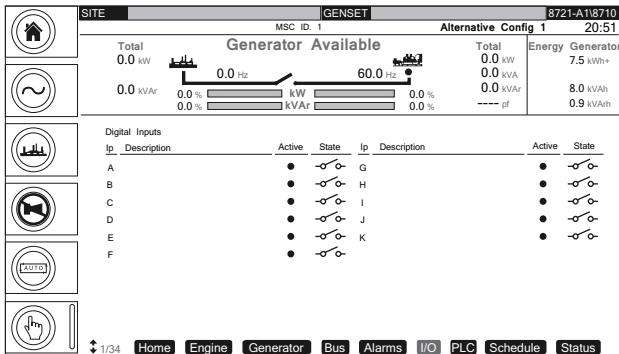 SITE GENSET 8721-A1\8710
MSC ID. 1 Alternative Config 1 20:51
Total Generator Available Total Energy Generator
0.0 kW 0.0 kW 7.5 kWh+
0.0 Hz 60.0 Hz 0.0 kVA
0.0 kVAr 0.0 % kW 0.0 % 0.0 kVAr 8.0 kVAh
0.0 % kVAr 0.0 % ---- pf 0.9 kVArh
Digital Inputs
Ip Description Active State Ip Description Active State
A G
B H
C I
D J
E K
F
AUTO
1/34 Home Engine Generator Bus Alarms I/O PLC Schedule Status